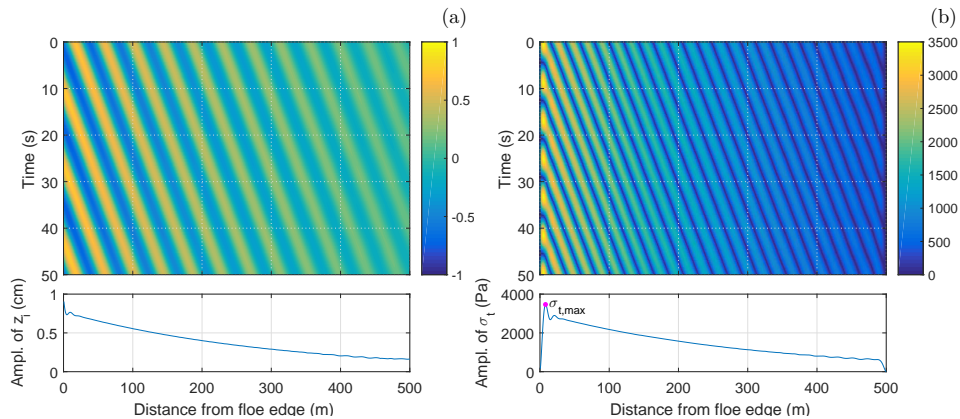 (a)
0
10
20
30
40
50
Time (s)
1
0.5
0
-0.5
-1
1
0.5
0
Ampl. of z_i (cm)
0 100 200 300 400 500
Distance from floe edge (m)
(b)
0
10
20
30
40
50
Time (s)
3500
3000
2500
2000
1500
1000
500
0
4000
2000
0
Ampl. of σ_t (Pa)
σ_t,max
0 100 200 300 400 500
Distance from floe edge (m)